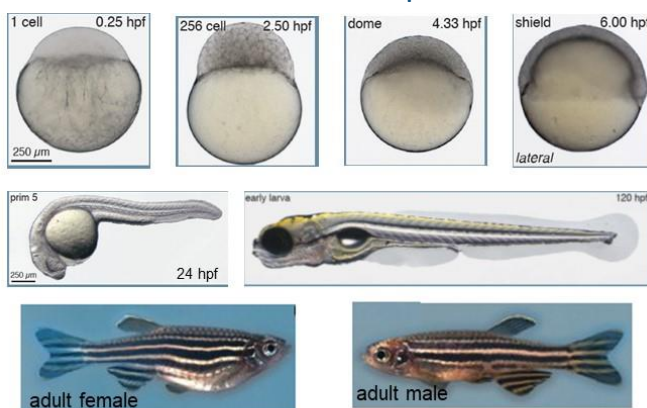 1 cell 0.25 hpf
256 cell 2.50 hpf
dome 4.33 hpf
shield 6.00 hpf
250 µm
lateral
prim 5
early larva 120 hpf
250 µm
24 hpf
adult female
adult male